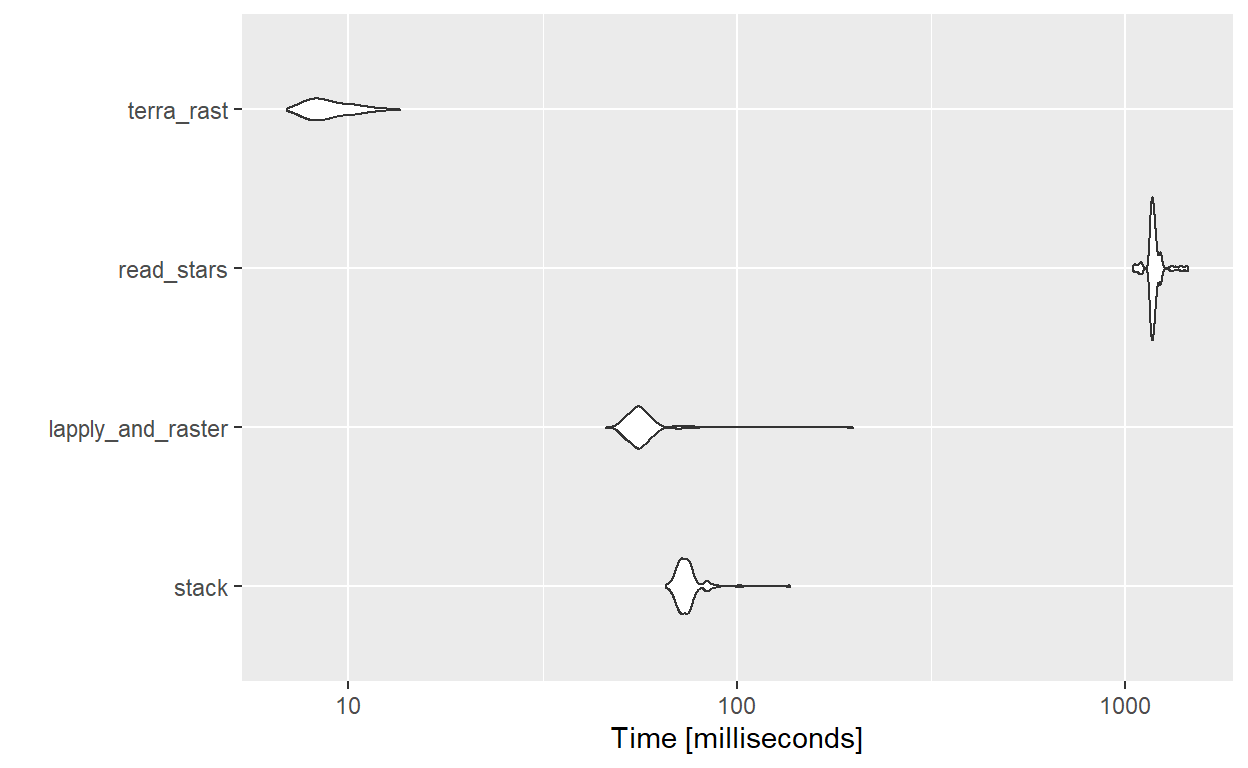 terra_rast
read_stars
lapply_and_raster
stack
10 100 1000
Time [milliseconds]